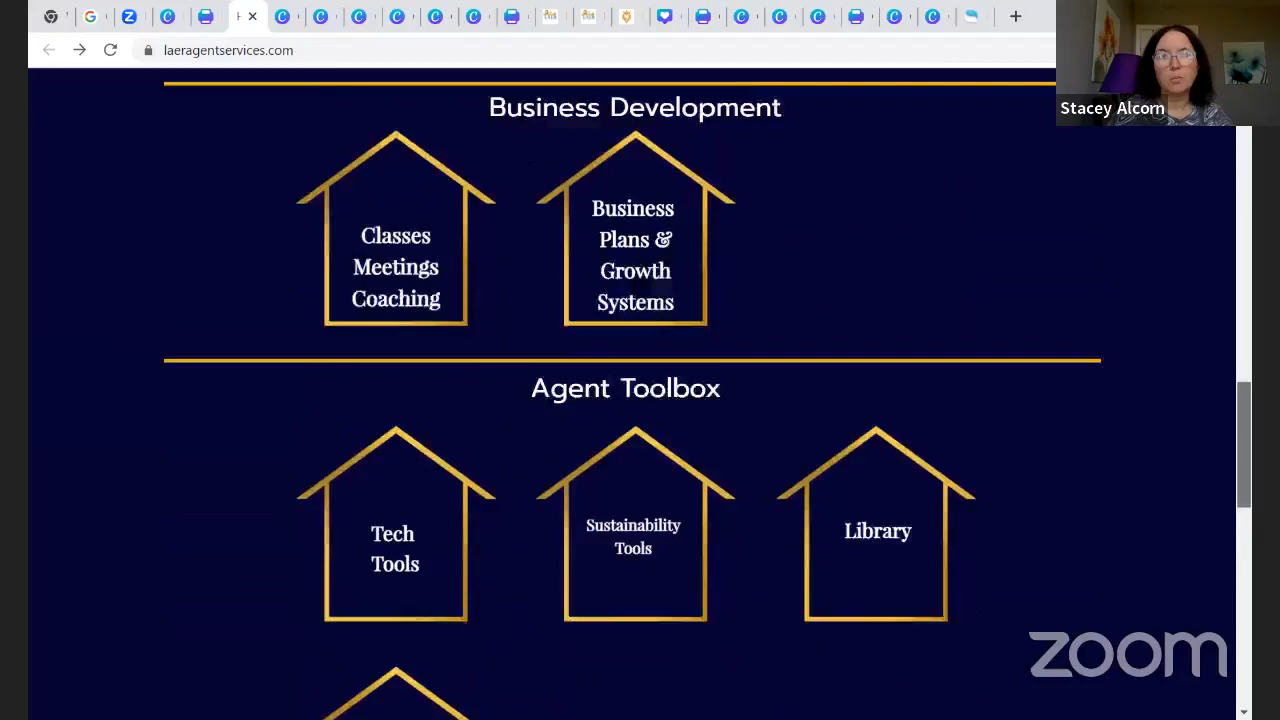 laeragentservices.com
Stacey Alcorn
Business Development
Classes
Meetings
Coaching
Business
Plans &
Growth
Systems
Agent Toolbox
Tech
Tools
Sustainability
Tools
Library
zoom